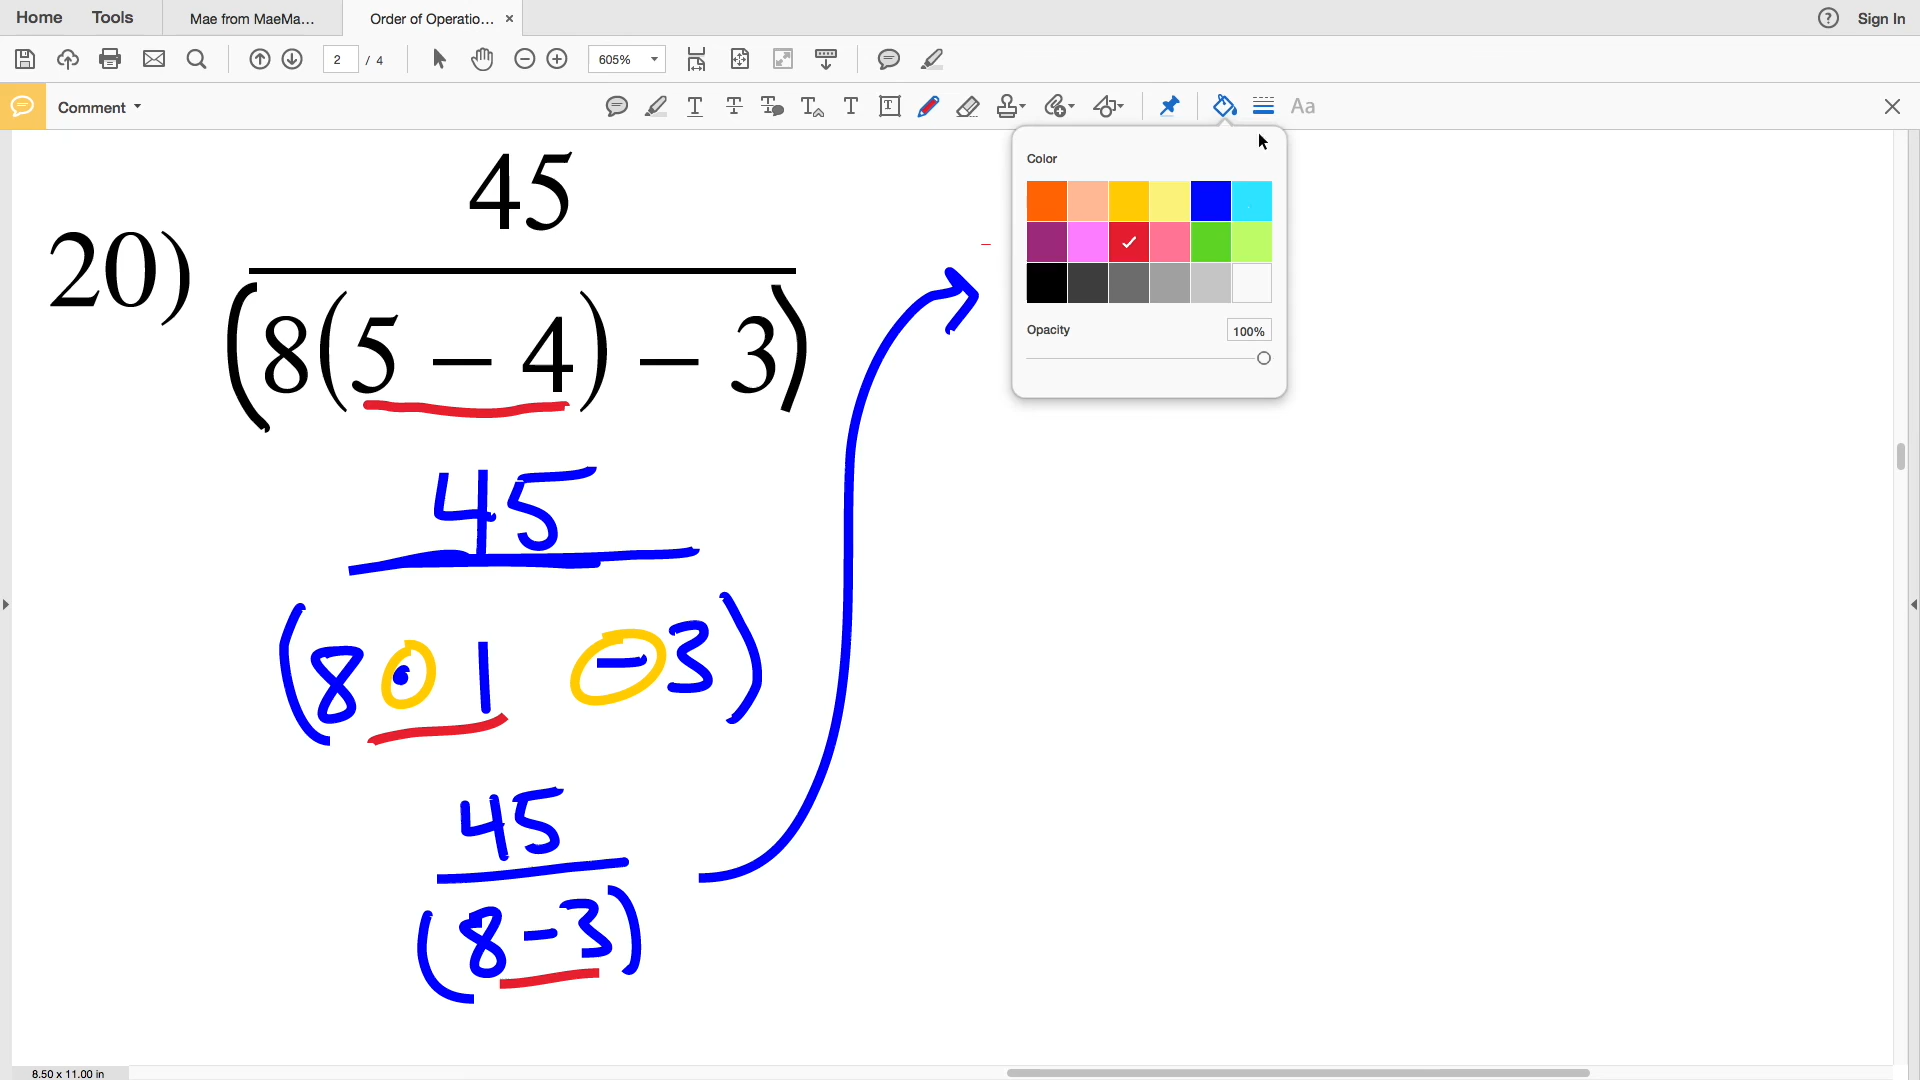 Home Tools Mae from MaeMa... Order of Operatio... × ? Sign In
2 / 4 605%
Comment T T T T T T Aa
Color
Opacity 100%
45
20)
(8(5 − 4) − 3)
45
(8 • 1 − 3)
45
(8 − 3)
8.50 x 11.00 in